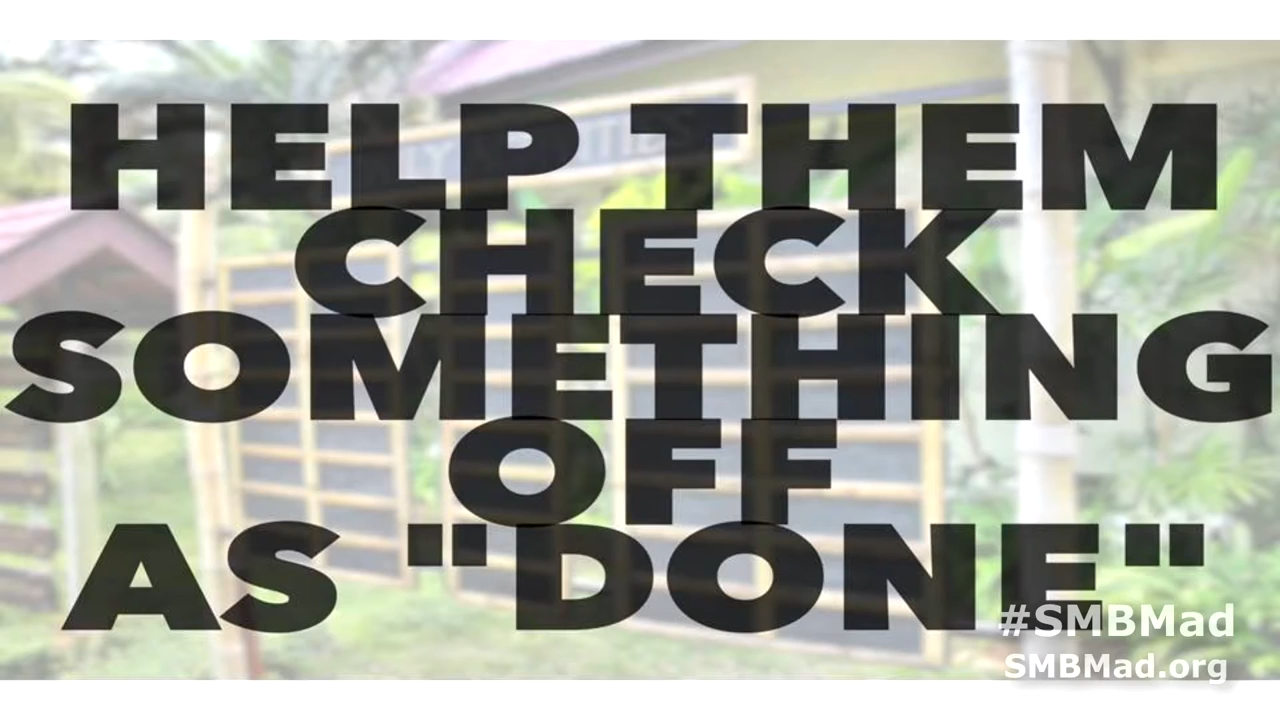 HELP THEM
CHECK
SOMETHING
OFF
AS "DONE"
#SMBMad
SMBMad.org